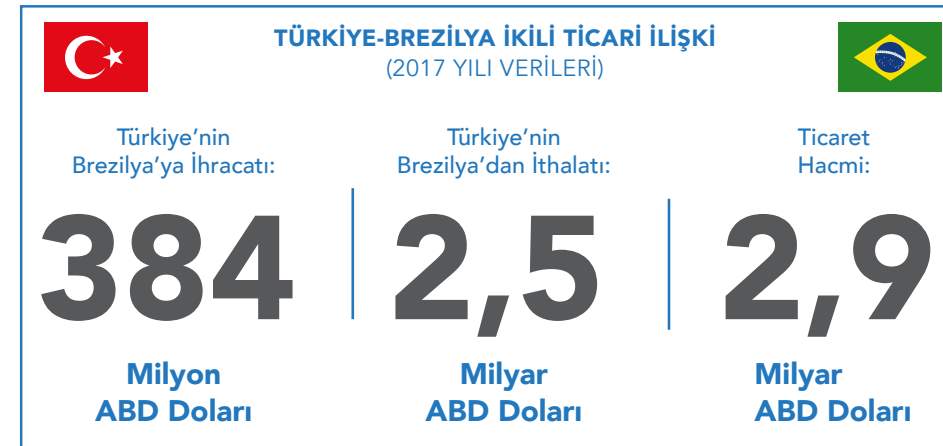 TÜRKİYE-BREZİLYA İKİLİ TİCARİ İLİŞKİ
(2017 YILI VERİLERİ)
Türkiye’nin
Brezilya’ya İhracatı:
384
Milyon
ABD Doları
Türkiye’nin
Brezilya’dan İthalatı:
2,5
Milyar
ABD Doları
Ticaret
Hacmi:
2,9
Milyar
ABD Doları